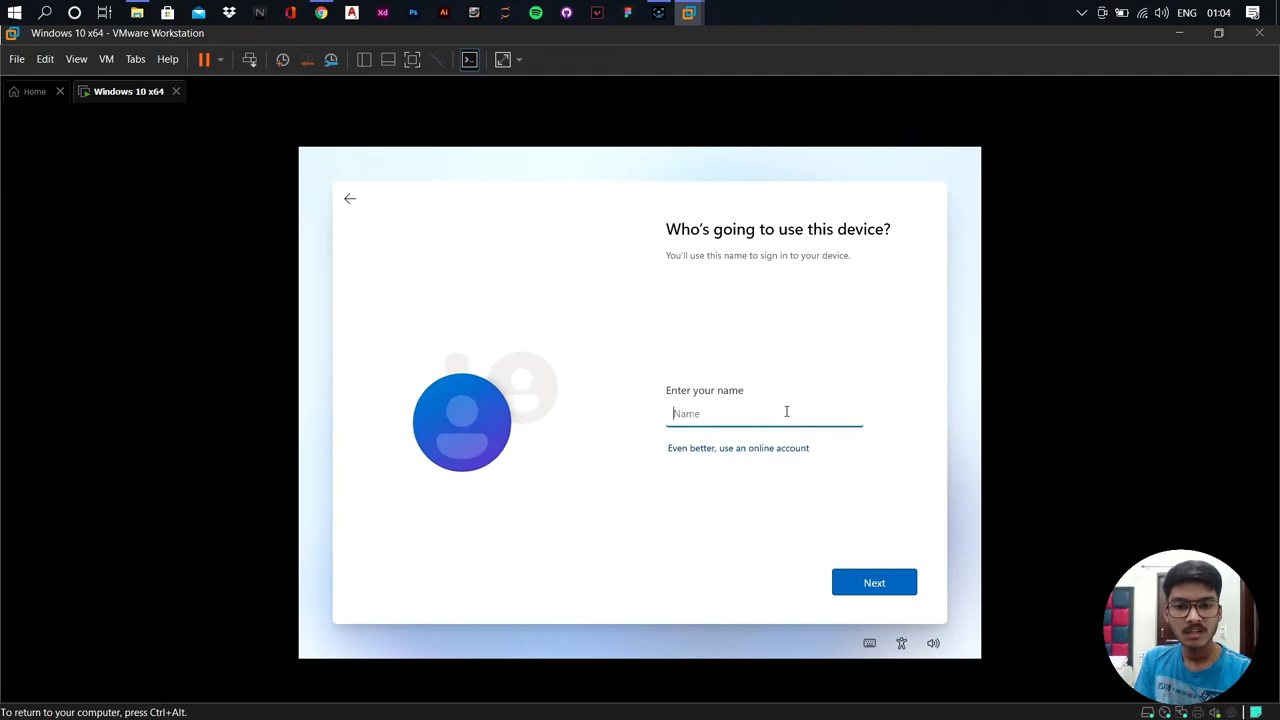 ENG
01:04
Windows 10 x64 - VMware Workstation
File Edit View VM Tabs Help
Home
Windows 10 x64
Who's going to use this device?
You'll use this name to sign in to your device.
Enter your name
Name
Even better, use an online account
Next
To return to your computer, press Ctrl+Alt.